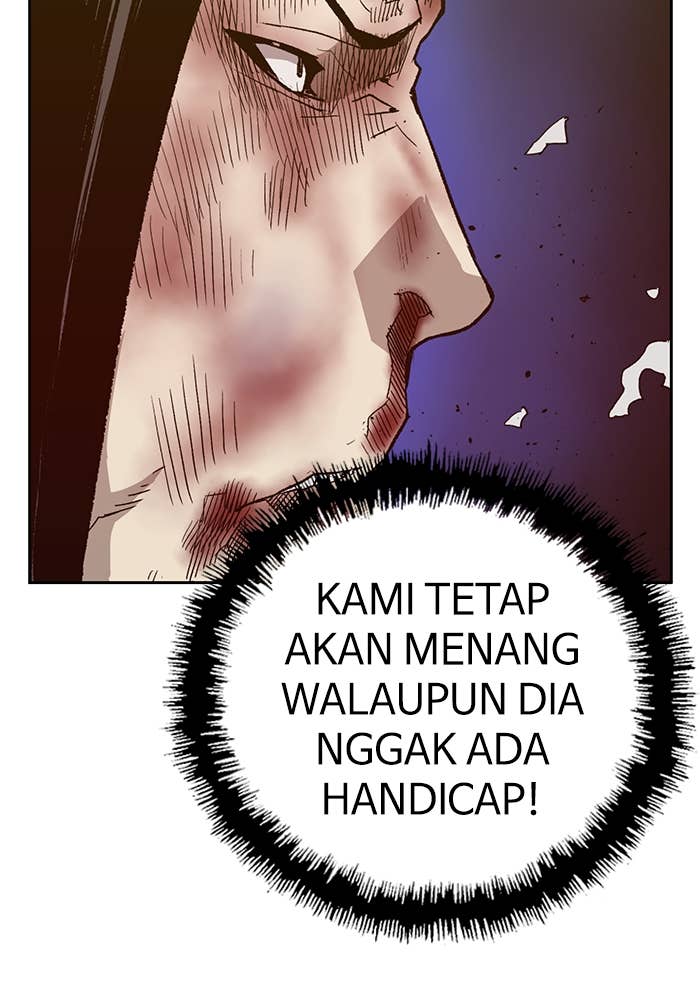 KAMI TETAP
AKAN MENANG
WALAUPUN DIA
NGGAK ADA
HANDICAP!